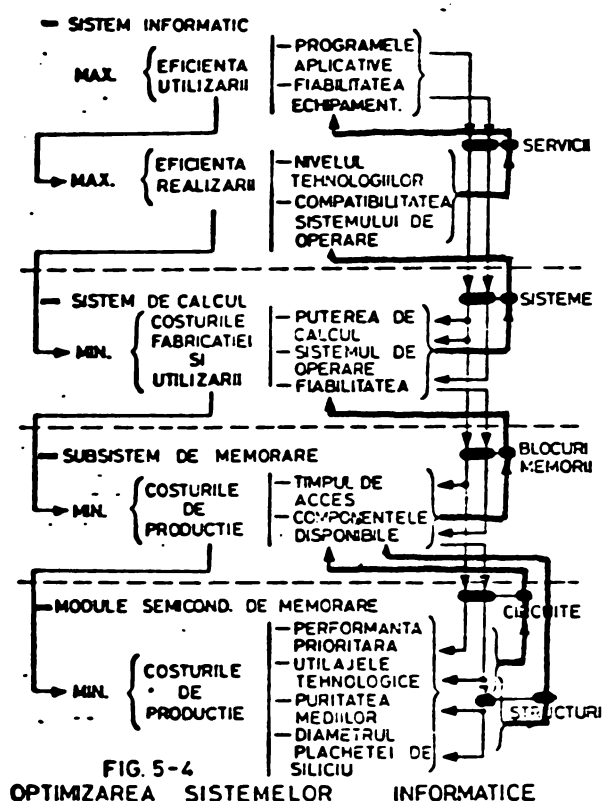 — SISTEM INFORMATIC
MAX.
EFICIENTA
UTILIZARII
— PROGRAMELE
APLICATIVE
— FIABILITATEA
ECHIPAMENT.
SERVICII
MAX.
EFICIENTA
REALIZARII
— NIVELUL
TEHNOLOGIILOR
— COMPATIBILITATEA
SISTEMULUI DE
OPERARE
SISTEME
— SISTEM DE CALCUL
MIN.
COSTURILE
FABRICATIEI
SI
UTILIZARII
— PUTEREA DE
CALCUL
— SISTEMUL DE
OPERARE
— FIABILITATEA
BLOCURI
MEMORII
— SUBSISTEM DE MEMORARE
MIN.
COSTURILE
DE
PRODUCTIE
— TIMPUL DE
ACCES
— COMPONENTELE
DISPONIBILE
CIRCUITE
— MODULE SEMICOND. DE MEMORARE
MIN.
COSTURILE
DE
PRODUCTIE
— PERFORMANTA
PRIORITARA
— UTILAJELE
TEHNOLOGICE
— PURITATEA
MEDIILOR
— DIAMETRUL
PLACHETEI DE
SILICIU
STRUCTURI
FIG. 5-4
OPTIMIZAREA SISTEMELOR INFORMATICE